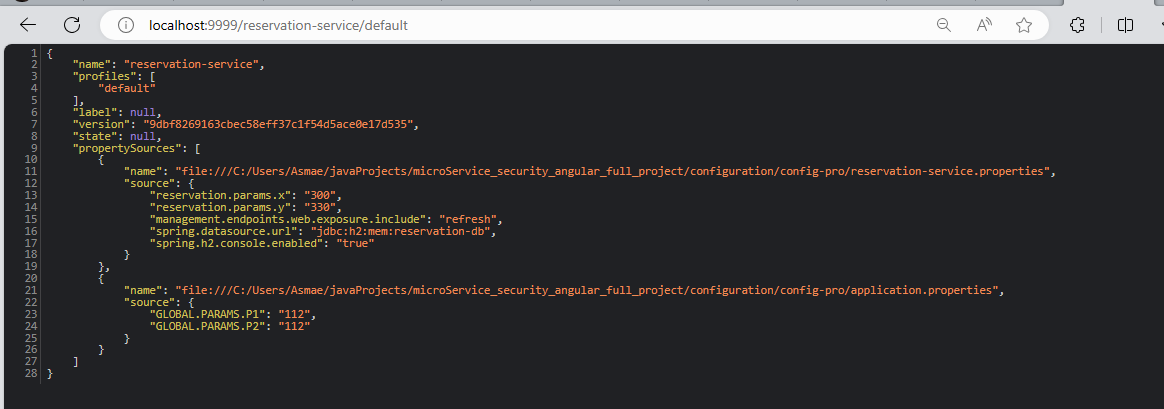 localhost:9999/reservation-service/default
1 {
2 "name": "reservation-service",
3 "profiles": [
4 "default"
5 ],
6 "label": null,
7 "version": "9dbf8269163cbec58eff37c1f54d5ace0e17d535",
8 "state": null,
9 "propertySources": [
10 {
11 "name": "file:///C:/Users/Asmae/javaProjects/microService_security_angular_full_project/configuration/config-pro/reservation-service.properties",
12 "source": {
13 "reservation.params.x": "300",
14 "reservation.params.y": "330",
15 "management.endpoints.web.exposure.include": "refresh",
16 "spring.datasource.url": "jdbc:h2:mem:reservation-db",
17 "spring.h2.console.enabled": "true"
18 }
19 },
20 {
21 "name": "file:///C:/Users/Asmae/javaProjects/microService_security_angular_full_project/configuration/config-pro/application.properties",
22 "source": {
23 "GLOBAL.PARAMS.P1": "112",
24 "GLOBAL.PARAMS.P2": "112"
25 }
26 }
27 ]
28 }